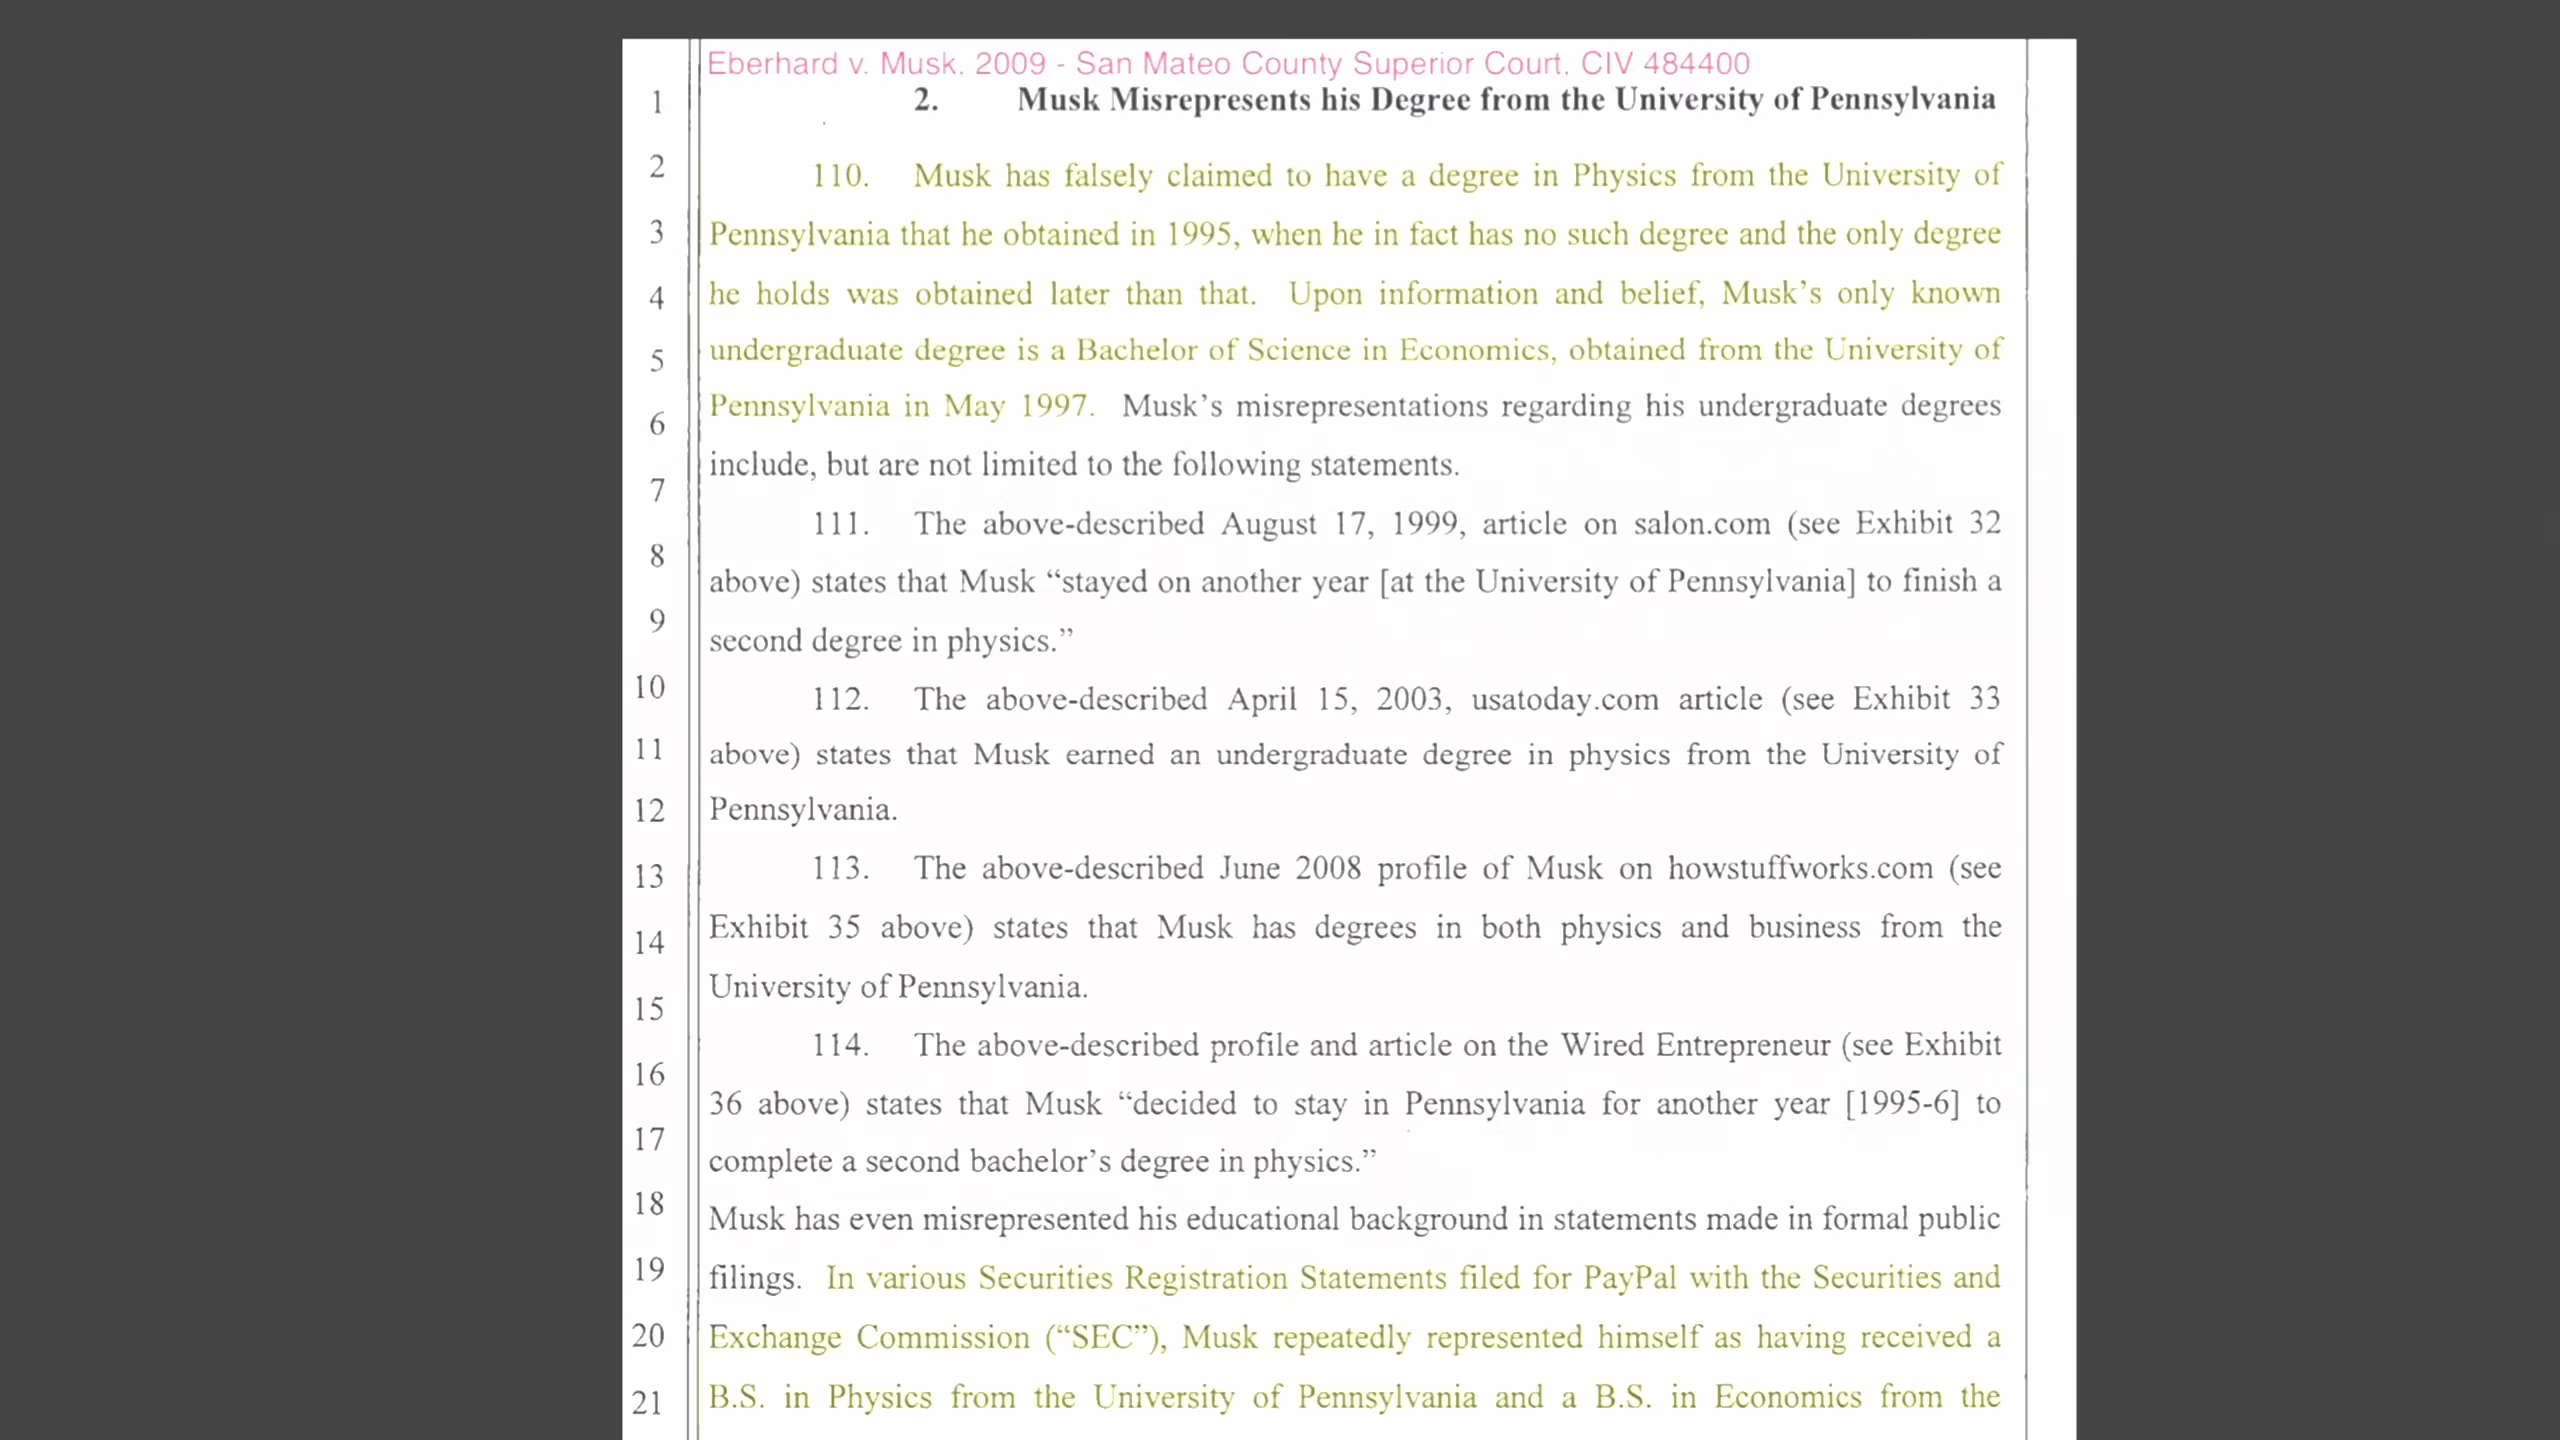 Eberhard v. Musk, 2009 - San Mateo County Superior Court, CIV 484400
1 2. Musk Misrepresents his Degree from the University of Pennsylvania
2 110. Musk has falsely claimed to have a degree in Physics from the University of
3 Pennsylvania that he obtained in 1995, when he in fact has no such degree and the only degree
4 he holds was obtained later than that. Upon information and belief, Musk’s only known
5 undergraduate degree is a Bachelor of Science in Economics, obtained from the University of
6 Pennsylvania in May 1997. Musk’s misrepresentations regarding his undergraduate degrees
include, but are not limited to the following statements.
7
111. The above-described August 17, 1999, article on salon.com (see Exhibit 32
8
above) states that Musk “stayed on another year [at the University of Pennsylvania] to finish a
9
second degree in physics.”
10 112. The above-described April 15, 2003, usatoday.com article (see Exhibit 33
11 above) states that Musk earned an undergraduate degree in physics from the University of
12 Pennsylvania.
13 113. The above-described June 2008 profile of Musk on howstuffworks.com (see
14 Exhibit 35 above) states that Musk has degrees in both physics and business from the
15 University of Pennsylvania.
114. The above-described profile and article on the Wired Entrepreneur (see Exhibit
16
36 above) states that Musk “decided to stay in Pennsylvania for another year [1995-6] to
17
complete a second bachelor’s degree in physics.”
18 Musk has even misrepresented his educational background in statements made in formal public
19 filings. In various Securities Registration Statements filed for PayPal with the Securities and
20 Exchange Commission (“SEC”), Musk repeatedly represented himself as having received a
21 B.S. in Physics from the University of Pennsylvania and a B.S. in Economics from the